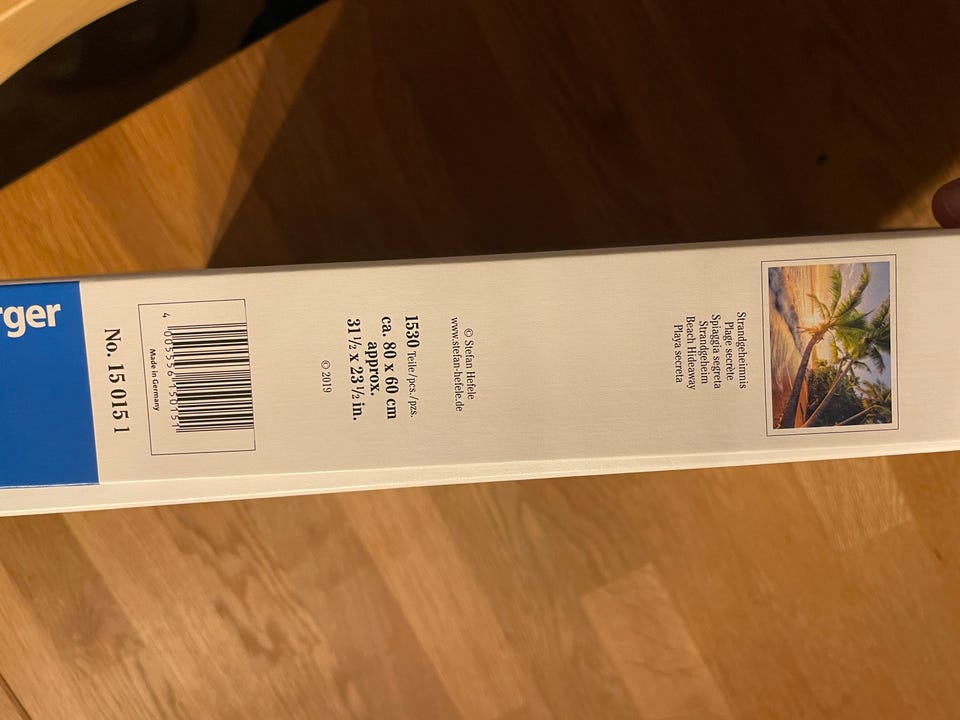 Strandgeheimnis
Plage secrète
Spiaggia segreta
Strandgeheim
Beach Hideaway
Playa secreta
© Stefan Hefele
www.stefan-hefele.de
1530 Teile/pcs./pzs.
ca. 80 x 60 cm
approx.
31½ x 23½ in.
© 2019
4 005556 150151
Made in Germany
No. 15 015 1
rger